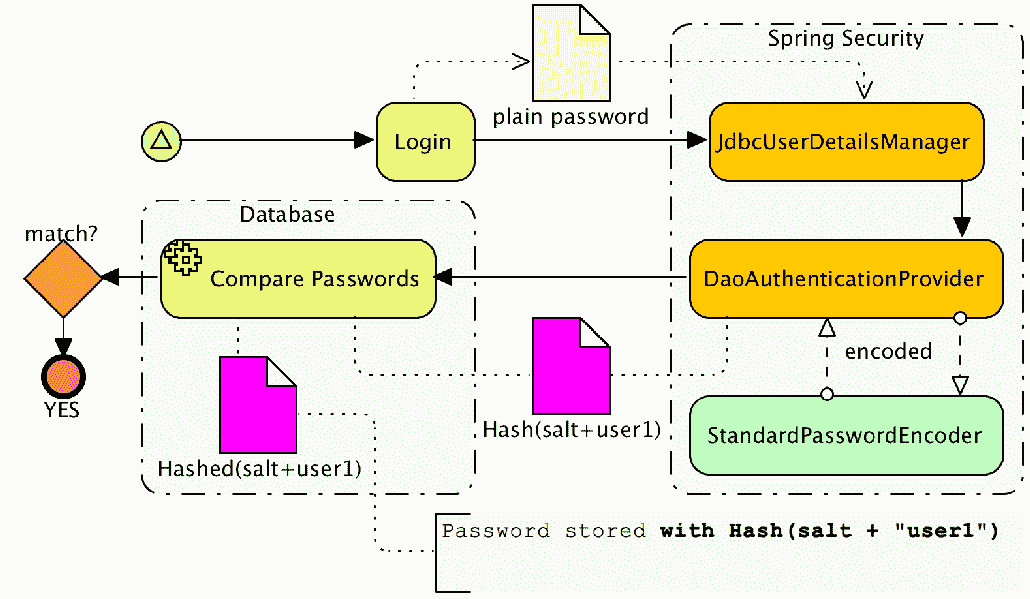 Spring Security
plain password
Login
JdbcUserDetailsManager
Database
match?
Compare Passwords
DaoAuthenticationProvider
encoded
YES
Hash(salt+user1)
StandardPasswordEncoder
Hashed(salt+user1)
Password stored with Hash(salt + "user1")